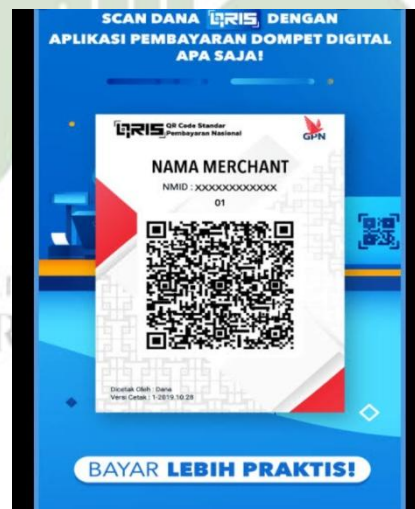 SCAN DANA QRIS DENGAN
APLIKASI PEMBAYARAN DOMPET DIGITAL
APA SAJA!
QRIS QR Code Standar
Pembayaran Nasional
GPN
NAMA MERCHANT
NMID : XXXXXXXXXXXX
01
Dicetak Oleh : Dana
Versi Cetak : 1-2819.10.28
BAYAR LEBIH PRAKTIS!